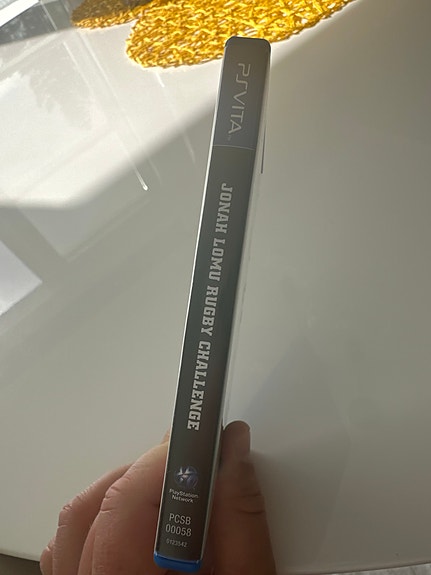 PSVITA
JONAH LOMU RUGBY CHALLENGE
PlayStation
Network
PCSB
00058